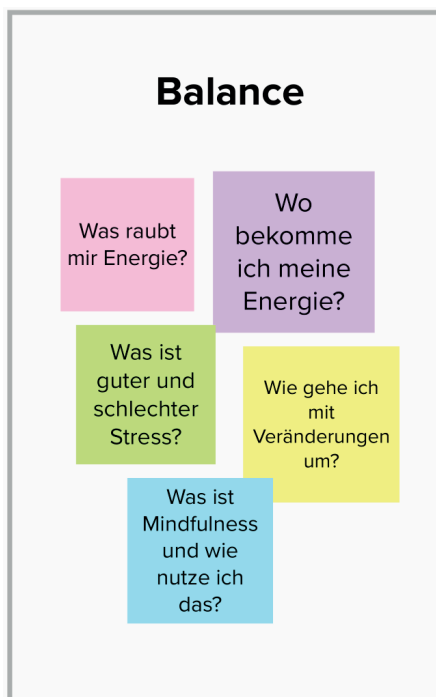 Balance
Was raubt
mir Energie?
Wo
bekomme
ich meine
Energie?
Was ist
guter und
schlechter
Stress?
Wie gehe ich
mit
Veränderungen
um?
Was ist
Mindfulness
und wie
nutze ich
das?